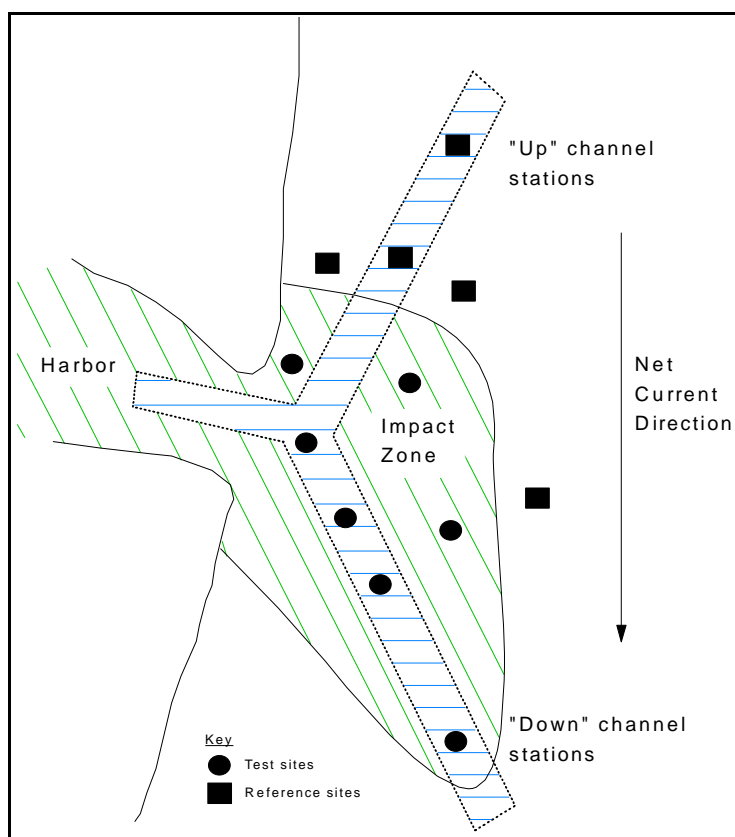 "Up" channel
stations
Harbor
Net
Current
Direction
Impact
Zone
"Down" channel
stations
Key
Test sites
Reference sites